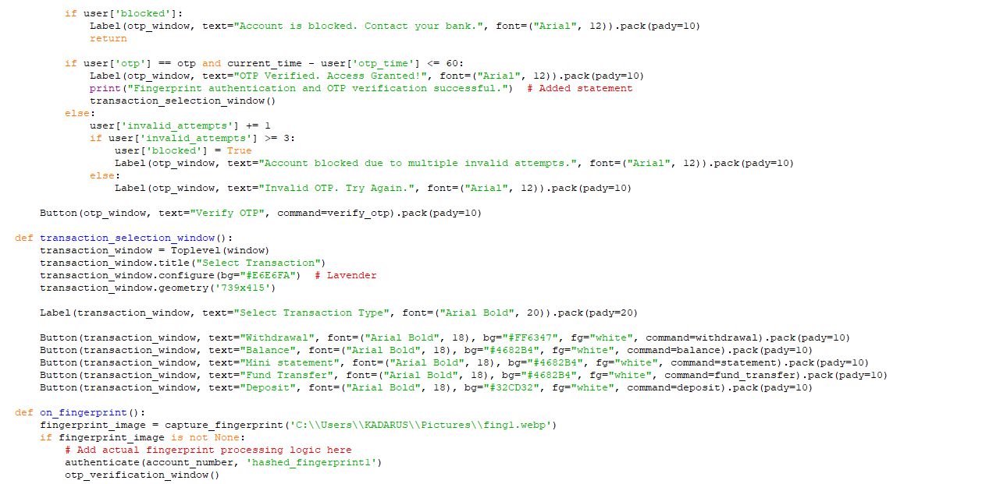 if user['blocked']:
            Label(otp_window, text="Account is blocked. Contact your bank.", font=("Arial", 12)).pack(pady=10)
            return

        if user['otp'] == otp and current_time - user['otp_time'] <= 60:
            Label(otp_window, text="OTP Verified. Access Granted!", font=("Arial", 12)).pack(pady=10)
            print("Fingerprint authentication and OTP verification successful.")  # Added statement
            transaction_selection_window()
        else:
            user['invalid_attempts'] += 1
            if user['invalid_attempts'] >= 3:
                user['blocked'] = True
                Label(otp_window, text="Account blocked due to multiple invalid attempts.", font=("Arial", 12)).pack(pady=10)
            else:
                Label(otp_window, text="Invalid OTP. Try Again.", font=("Arial", 12)).pack(pady=10)

    Button(otp_window, text="Verify OTP", command=verify_otp).pack(pady=10)

def transaction_selection_window():
    transaction_window = Toplevel(window)
    transaction_window.title("Select Transaction")
    transaction_window.configure(bg="#E6E6FA")  # Lavender
    transaction_window.geometry('739x415')

    Label(transaction_window, text="Select Transaction Type", font=("Arial Bold", 20)).pack(pady=20)

    Button(transaction_window, text="Withdrawal", font=("Arial Bold", 18), bg="#FF6347", fg="white", command=withdrawal).pack(pady=10)
    Button(transaction_window, text="Balance", font=("Arial Bold", 18), bg="#4682B4", fg="white", command=balance).pack(pady=10)
    Button(transaction_window, text="Mini statement", font=("Arial Bold", 18), bg="#4682B4", fg="white", command=statement).pack(pady=10)
    Button(transaction_window, text="Fund Transfer", font=("Arial Bold", 18), bg="#4682B4", fg="white", command=fund_transfer).pack(pady=10)
    Button(transaction_window, text="Deposit", font=("Arial Bold", 18), bg="#32CD32", fg="white", command=deposit).pack(pady=10)

def on_fingerprint():
    fingerprint_image = capture_fingerprint('C:\\Users\\KADARUS\\Pictures\\fing1.webp')
    if fingerprint_image is not None:
        # Add actual fingerprint processing logic here
        authenticate(account_number, 'hashed_fingerprint1')
        otp_verification_window()